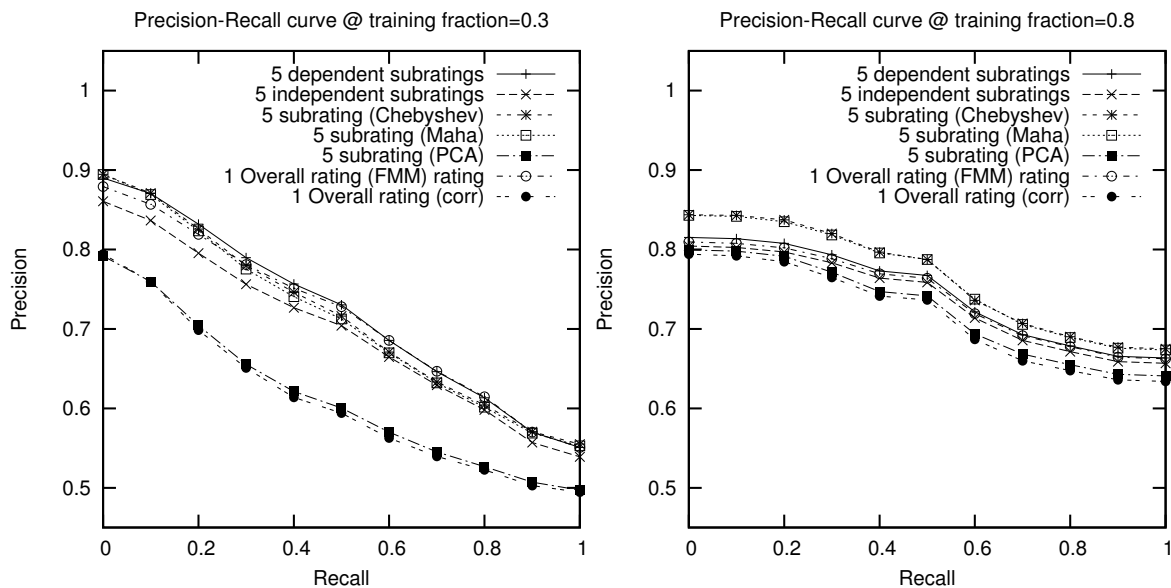 Precision-Recall curve @ training fraction=0.3
1
0.9
0.8
0.7
0.6
0.5
Precision
5 dependent subratings
5 independent subratings
5 subrating (Chebyshev)
5 subrating (Maha)
5 subrating (PCA)
1 Overall rating (FMM) rating
1 Overall rating (corr)
0 0.2 0.4 0.6 0.8 1
Recall
Precision-Recall curve @ training fraction=0.8
1
0.9
0.8
0.7
0.6
0.5
Precision
5 dependent subratings
5 independent subratings
5 subrating (Chebyshev)
5 subrating (Maha)
5 subrating (PCA)
1 Overall rating (FMM) rating
1 Overall rating (corr)
0 0.2 0.4 0.6 0.8 1
Recall